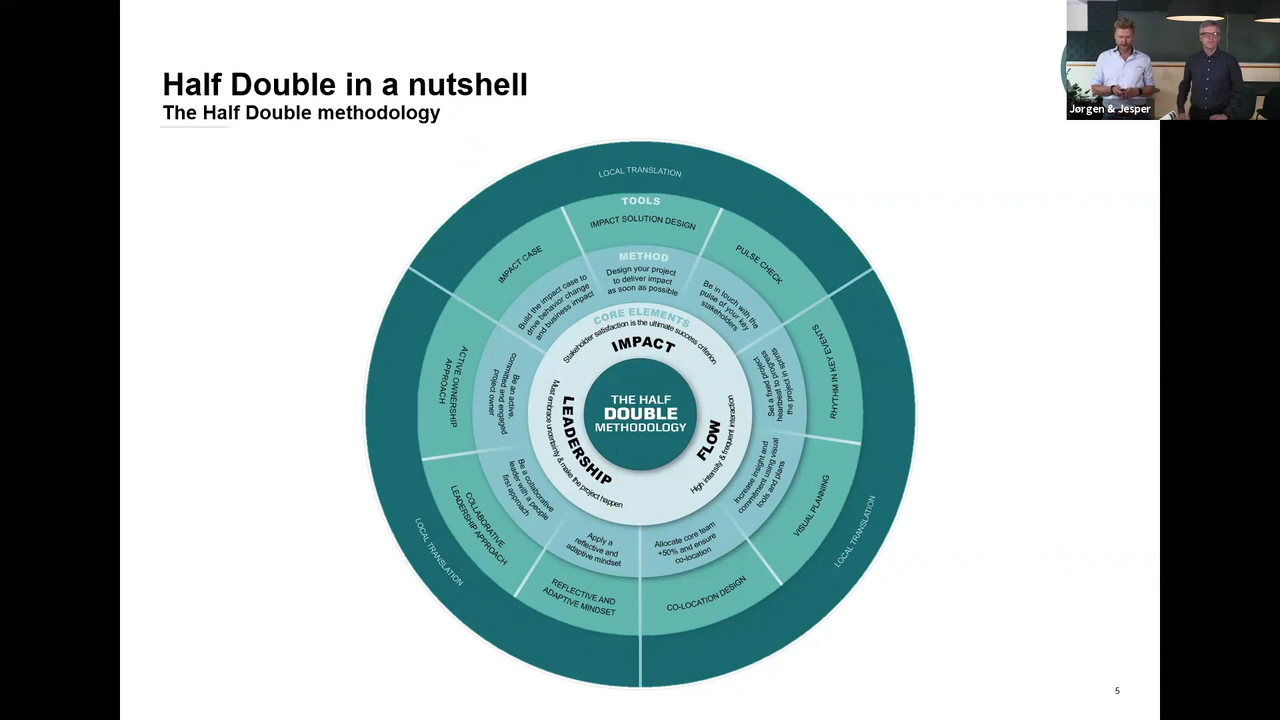 Half Double in a nutshell
The Half Double methodology
Jørgen & Jesper
LOCAL TRANSLATION
TOOLS
IMPACT SOLUTION DESIGN
IMPACT CASE
PULSE CHECK
METHOD
Design your project
to deliver impact
as soon as possible
Build the impact case to
drive behavior change
and business impact
Be in touch with the
pulse of your key
stakeholders
CORE ELEMENTS
Stakeholder satisfaction is the ultimate success criterion
IMPACT
THE HALF
DOUBLE
METHODOLOGY
FLOW
High intensity & frequent interaction
Set a fixed project
heartbeat to progress
the project in sprints
RHYTHM IN KEY EVENTS
Increase insight and
commitment using visual
tools and plans
VISUAL PLANNING
LOCAL TRANSLATION
Allocate core team
+50% and ensure
co-location
CO-LOCATION DESIGN
LEADERSHIP
Must embrace uncertainty & make the project happen
Apply a
reflective and
adaptive mindset
REFLECTIVE AND
ADAPTIVE MINDSET
Be a collaborative
leader with a people
first approach
COLLABORATIVE
LEADERSHIP APPROACH
Be an active,
committed and engaged
project owner
ACTIVE OWNERSHIP
APPROACH
LOCAL TRANSLATION
5